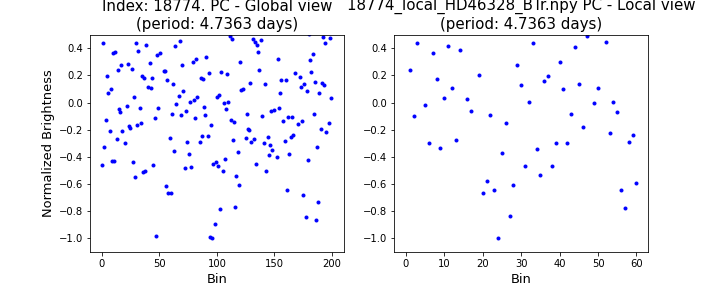 Index: 18774. PC - Global view
(period: 4.7363 days)
18774_local_HD46328_BTr.npy PC - Local view
(period: 4.7363 days)
Normalized Brightness
0.4
0.2
0.0
−0.2
−0.4
−0.6
−0.8
−1.0
0 50 100 150 200
Bin
0.4
0.2
0.0
−0.2
−0.4
−0.6
−0.8
−1.0
0 10 20 30 40 50 60
Bin